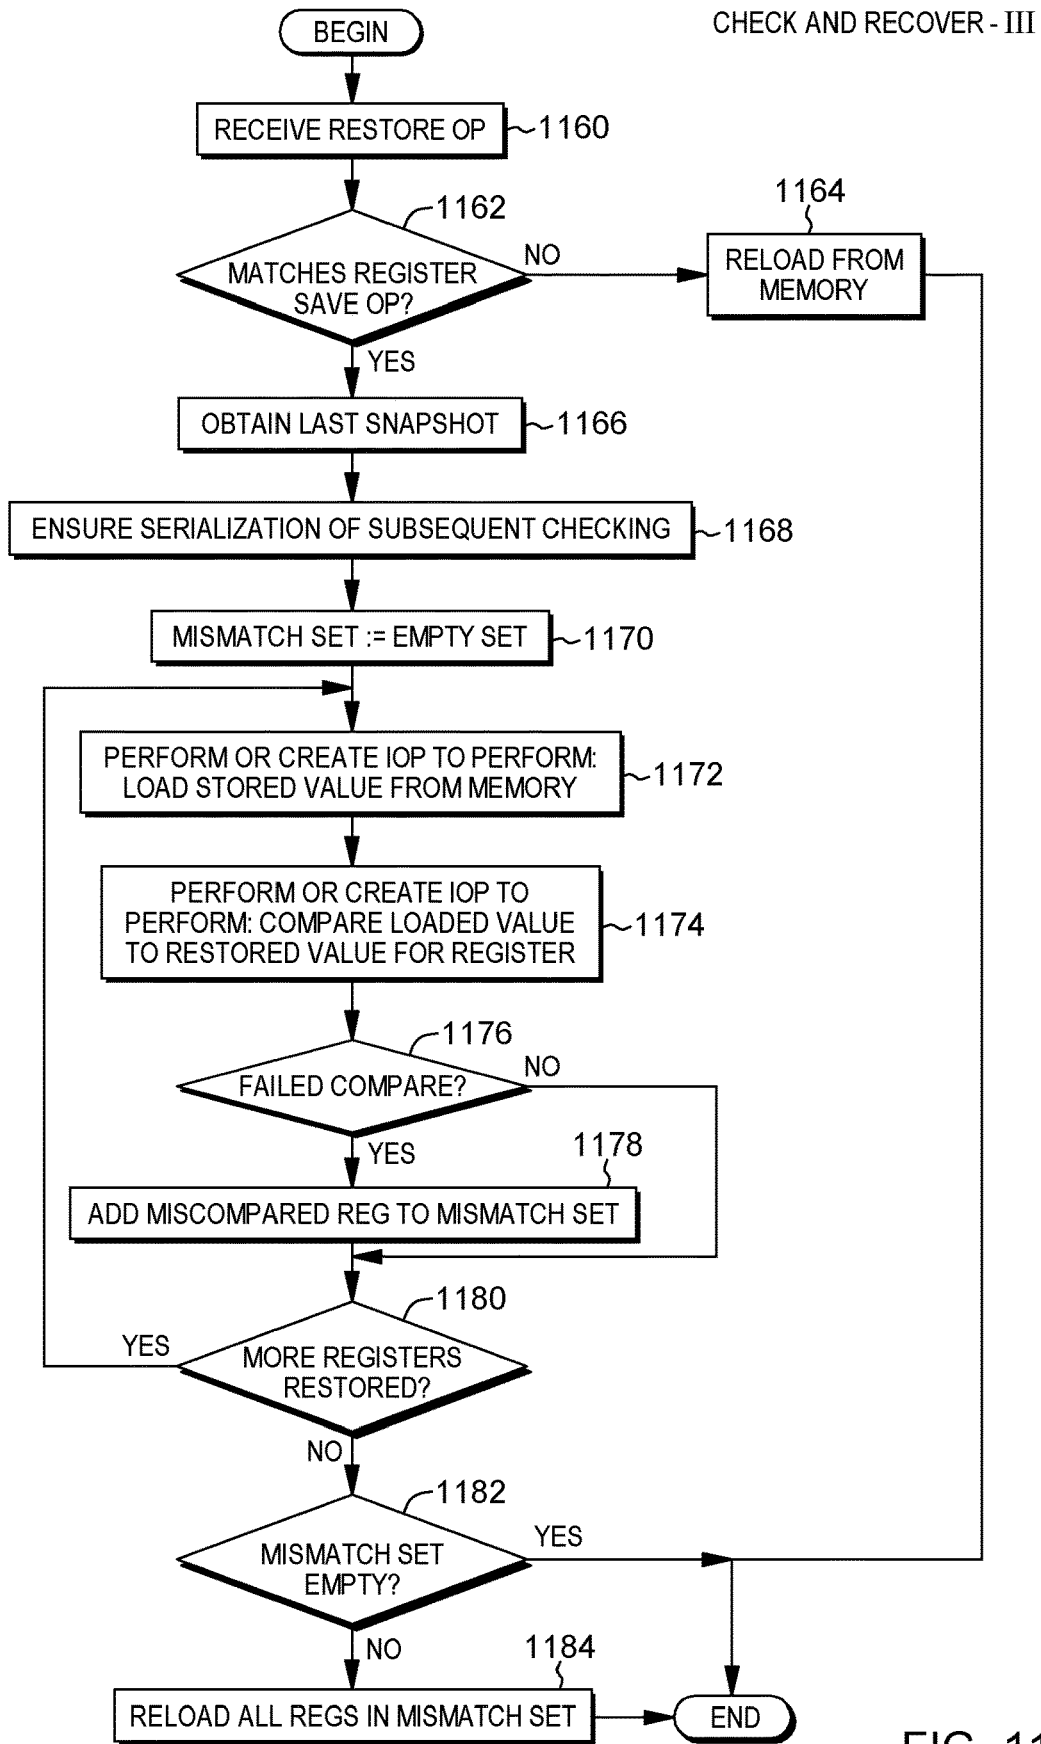 CHECK AND RECOVER - III
BEGIN
RECEIVE RESTORE OP
1160
1162
MATCHES REGISTER
SAVE OP?
NO
1164
RELOAD FROM
MEMORY
YES
OBTAIN LAST SNAPSHOT
1166
ENSURE SERIALIZATION OF SUBSEQUENT CHECKING
1168
MISMATCH SET := EMPTY SET
1170
PERFORM OR CREATE IOP TO PERFORM:
LOAD STORED VALUE FROM MEMORY
1172
PERFORM OR CREATE IOP TO
PERFORM: COMPARE LOADED VALUE
TO RESTORED VALUE FOR REGISTER
1174
1176
FAILED COMPARE?
NO
YES
1178
ADD MISCOMPARED REG TO MISMATCH SET
1180
YES
MORE REGISTERS
RESTORED?
NO
1182
MISMATCH SET
EMPTY?
YES
NO
1184
RELOAD ALL REGS IN MISMATCH SET
END